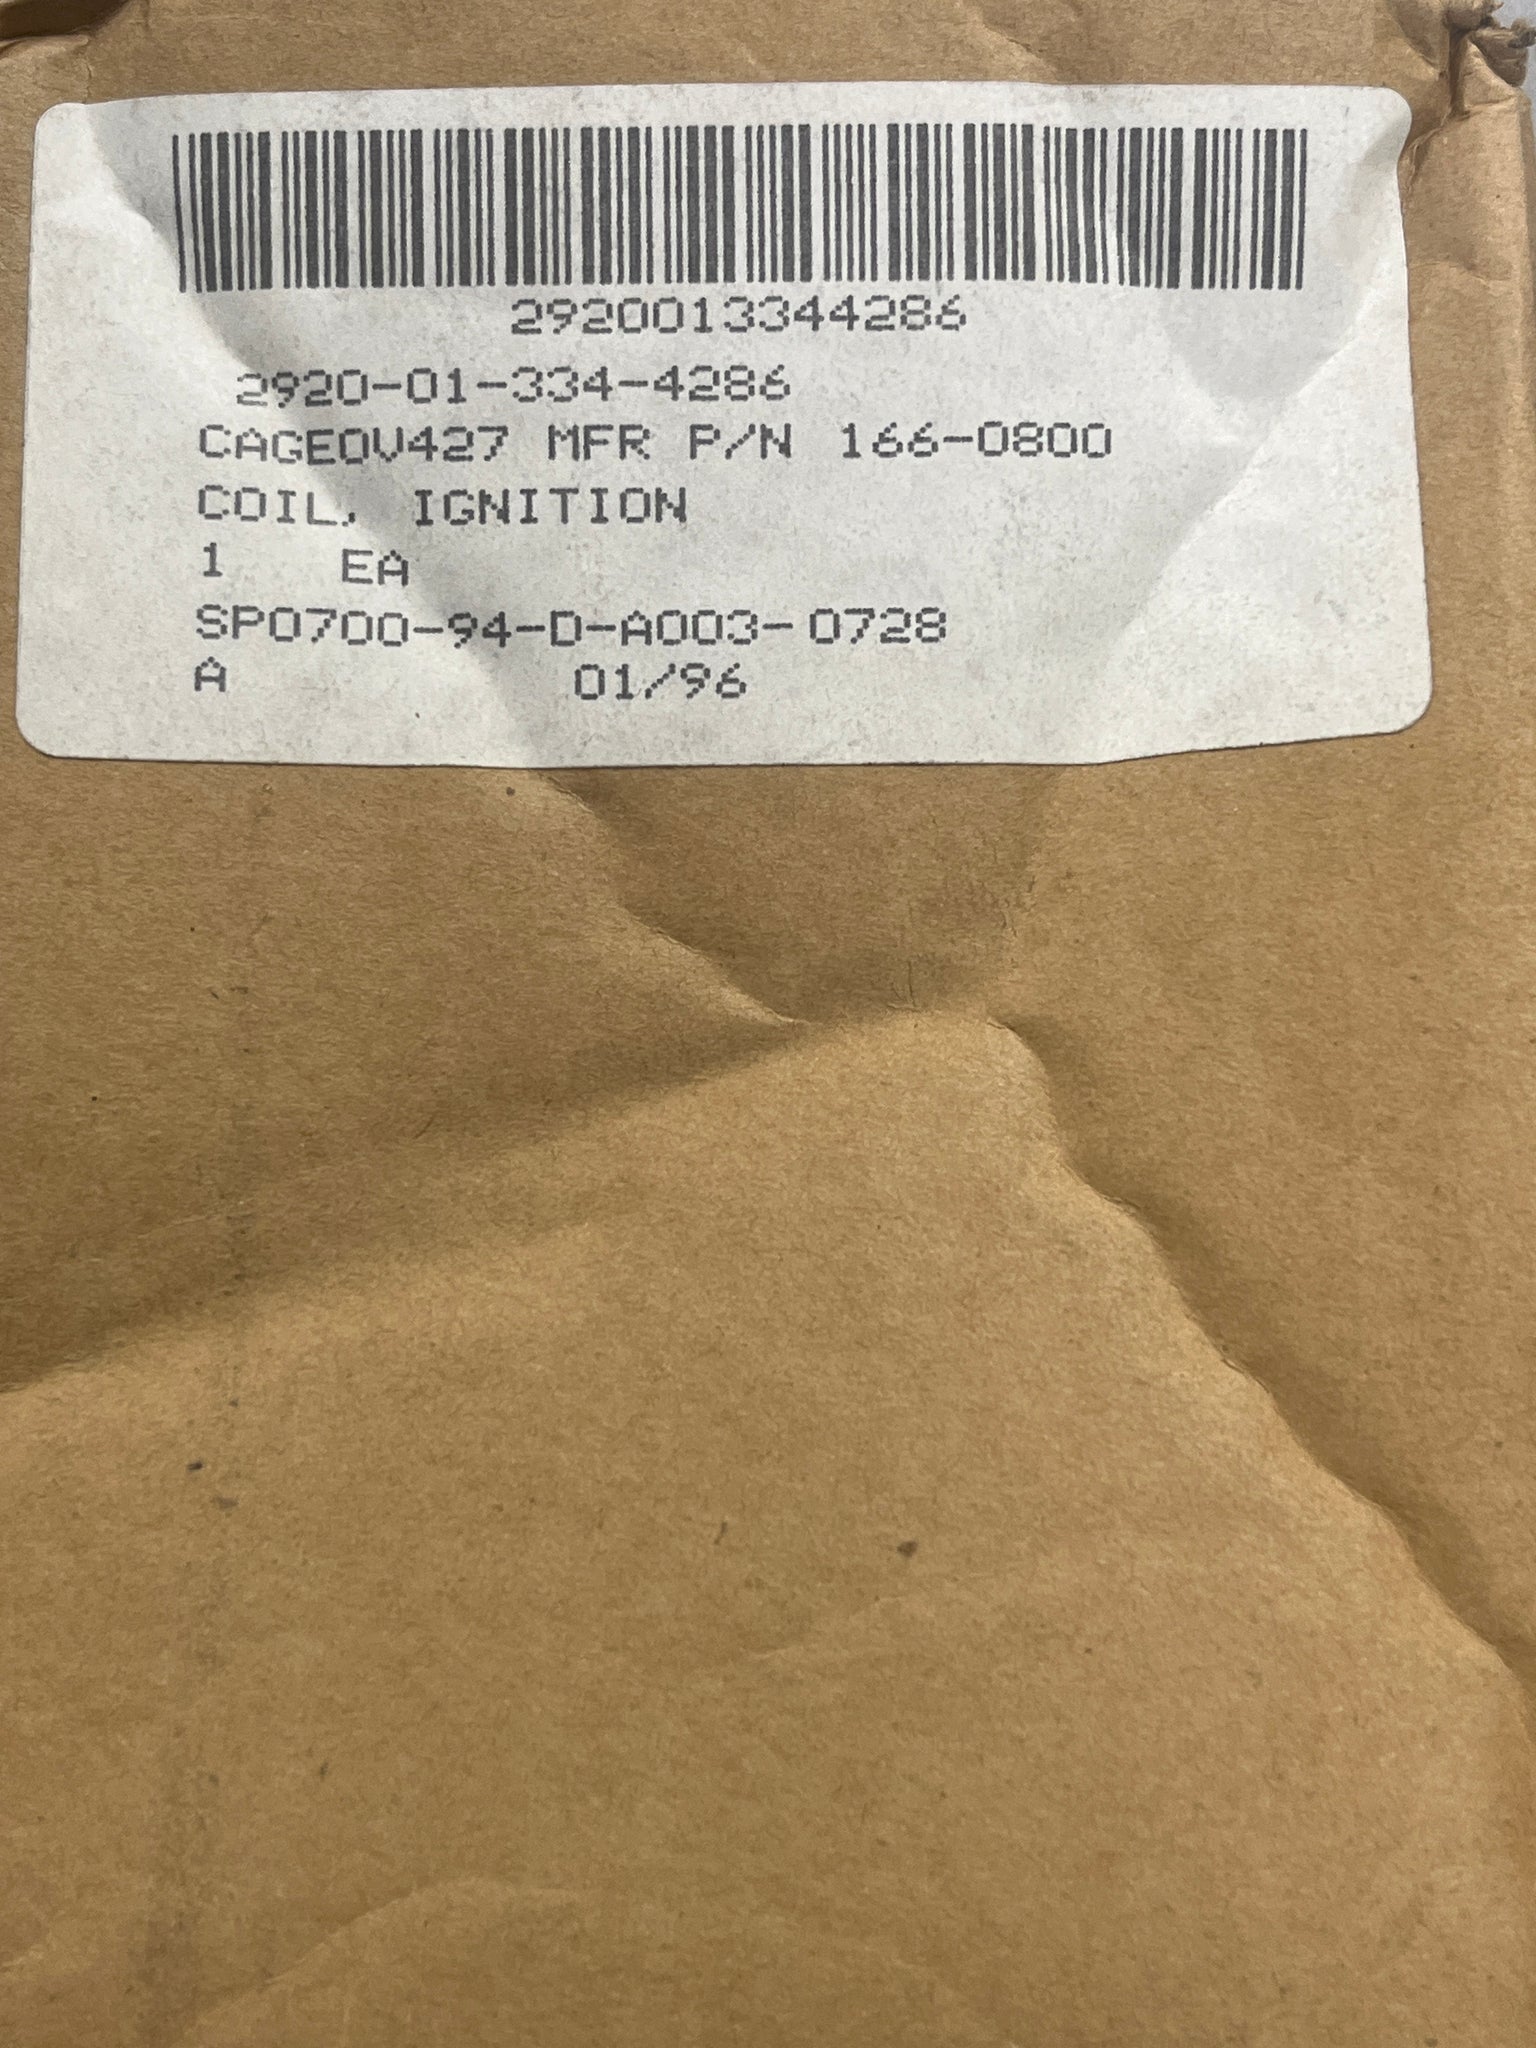 2920013344286
2920-01-334-4286
CAGE0V427 MFR P/N 166-0800
COIL, IGNITION
1 EA
SP0700-94-D-A003-0728
A 01/96